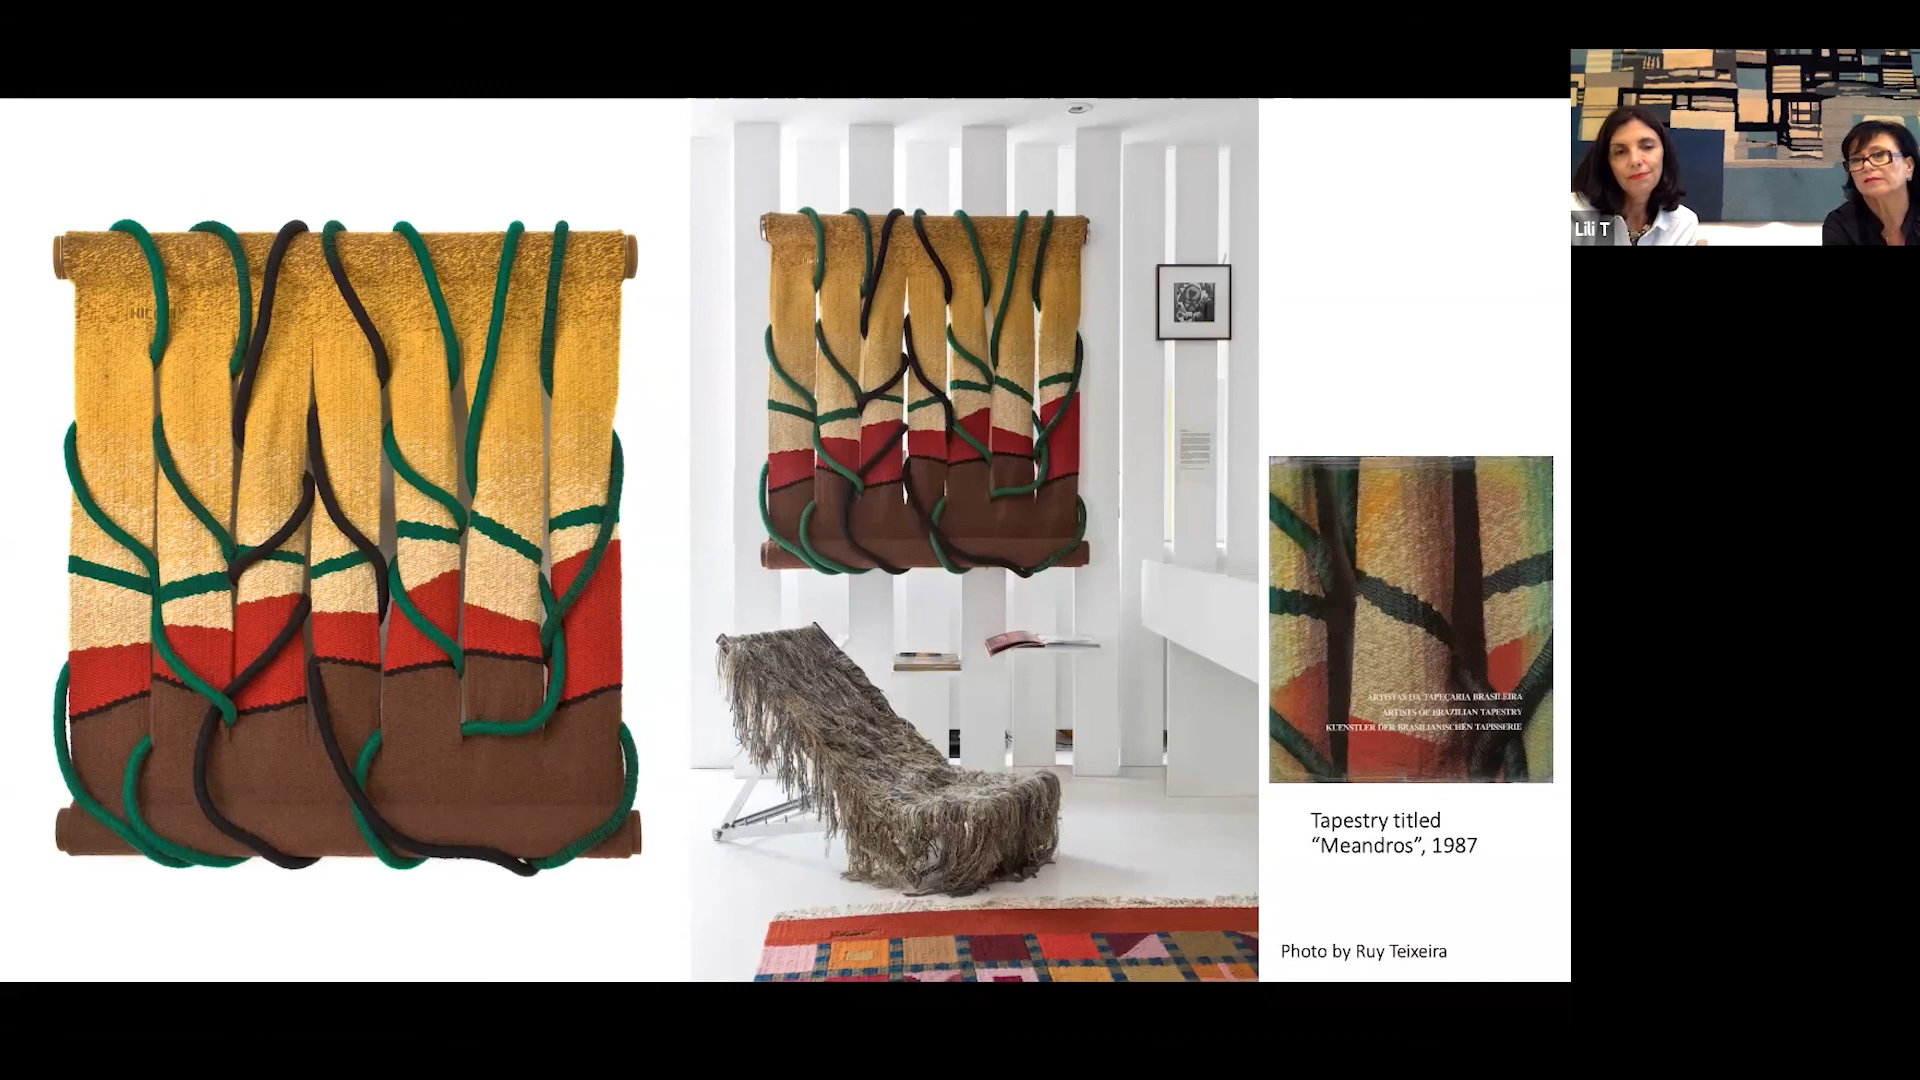 Lili T
ARTISTAS DA TAPEÇARIA BRASILEIRA
ARTISTS OF BRAZILIAN TAPESTRY
KUENSTLER DER BRASILIANISCHEN TAPISSERIE
Tapestry titled
“Meandros”, 1987
Photo by Ruy Teixeira